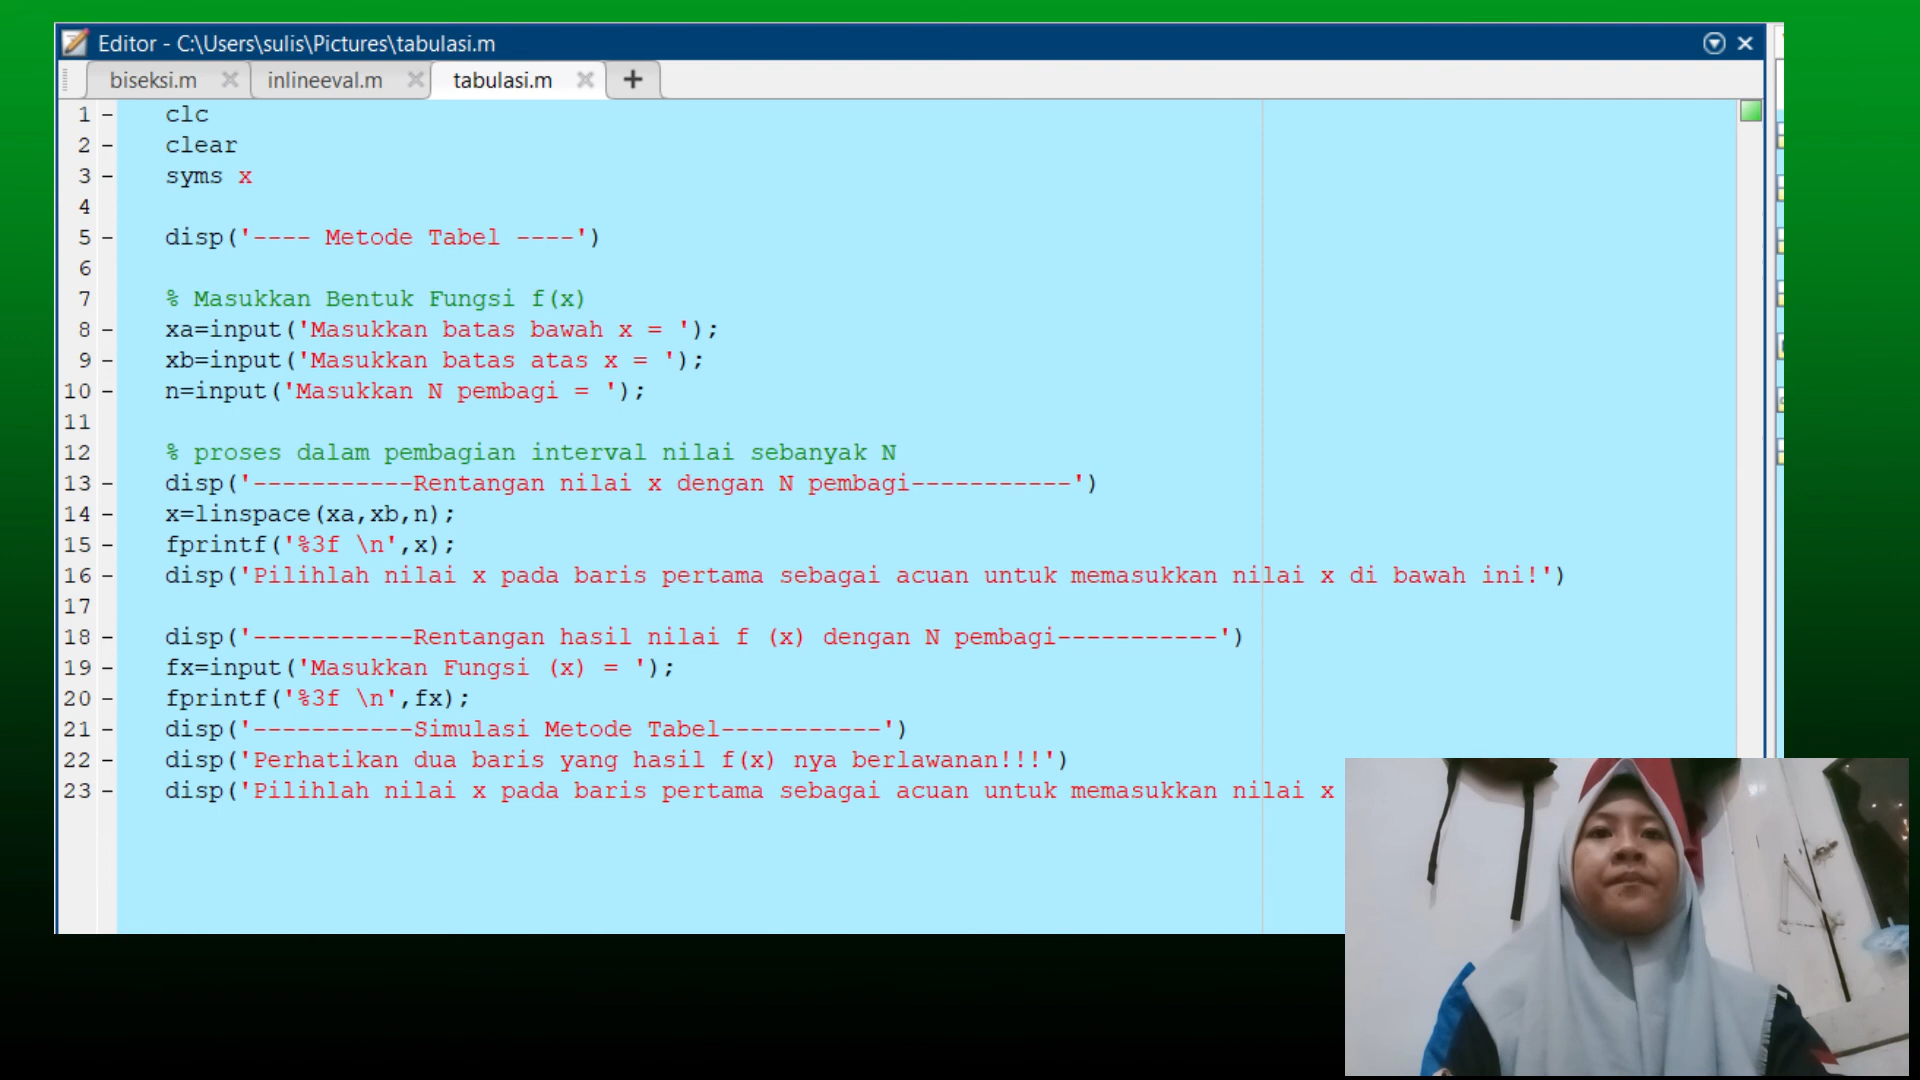 Editor - C:\Users\sulis\Pictures\tabulasi.m
biseksi.m inlineeval.m tabulasi.m +
1 - clc
2 - clear
3 - syms x
4
5 - disp('---- Metode Tabel ----')
6
7 % Masukkan Bentuk Fungsi f(x)
8 - xa=input('Masukkan batas bawah x = ');
9 - xb=input('Masukkan batas atas x = ');
10 - n=input('Masukkan N pembagi = ');
11
12 % proses dalam pembagian interval nilai sebanyak N
13 - disp('-----------Rentangan nilai x dengan N pembagi-----------')
14 - x=linspace(xa,xb,n);
15 - fprintf('%3f \n',x);
16 - disp('Pilihlah nilai x pada baris pertama sebagai acuan untuk memasukkan nilai x di bawah ini!')
17
18 - disp('-----------Rentangan hasil nilai f (x) dengan N pembagi-----------')
19 - fx=input('Masukkan Fungsi (x) = ');
20 - fprintf('%3f \n',fx);
21 - disp('-----------Simulasi Metode Tabel-----------')
22 - disp('Perhatikan dua baris yang hasil f(x) nya berlawanan!!!')
23 - disp('Pilihlah nilai x pada baris pertama sebagai acuan untuk memasukkan nilai x